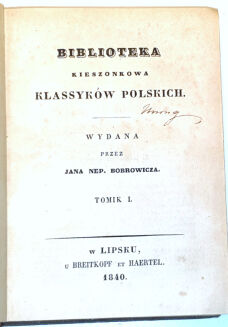 BIBLIOTEKA
KIESZONKOWA
KLASSYKÓW POLSKICH.
WYDANA
PRZEZ
JANA NEP. BOBROWICZA.
TOMIK I.
W LIPSKU,
U BREITKOPF ET HAERTEL.
1840.